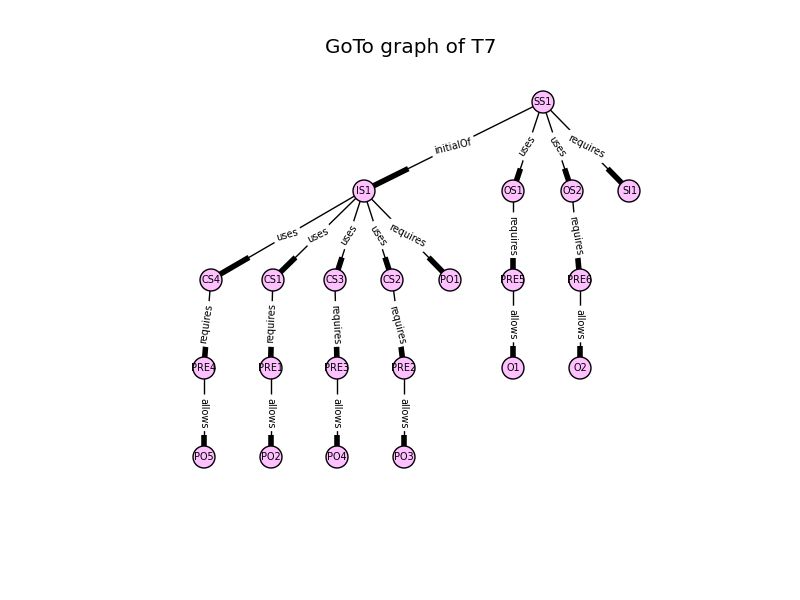 GoTo graph of T7
SS1
initialOf
uses
uses
requires
IS1
OS1
OS2
SI1
uses
uses
uses
uses
requires
requires
requires
CS4
CS1
CS3
CS2
PO1
PRE5
PRE6
requires
requires
requires
requires
allows
allows
PRE4
PRE1
PRE3
PRE2
O1
O2
allows
allows
allows
allows
PO5
PO2
PO4
PO3